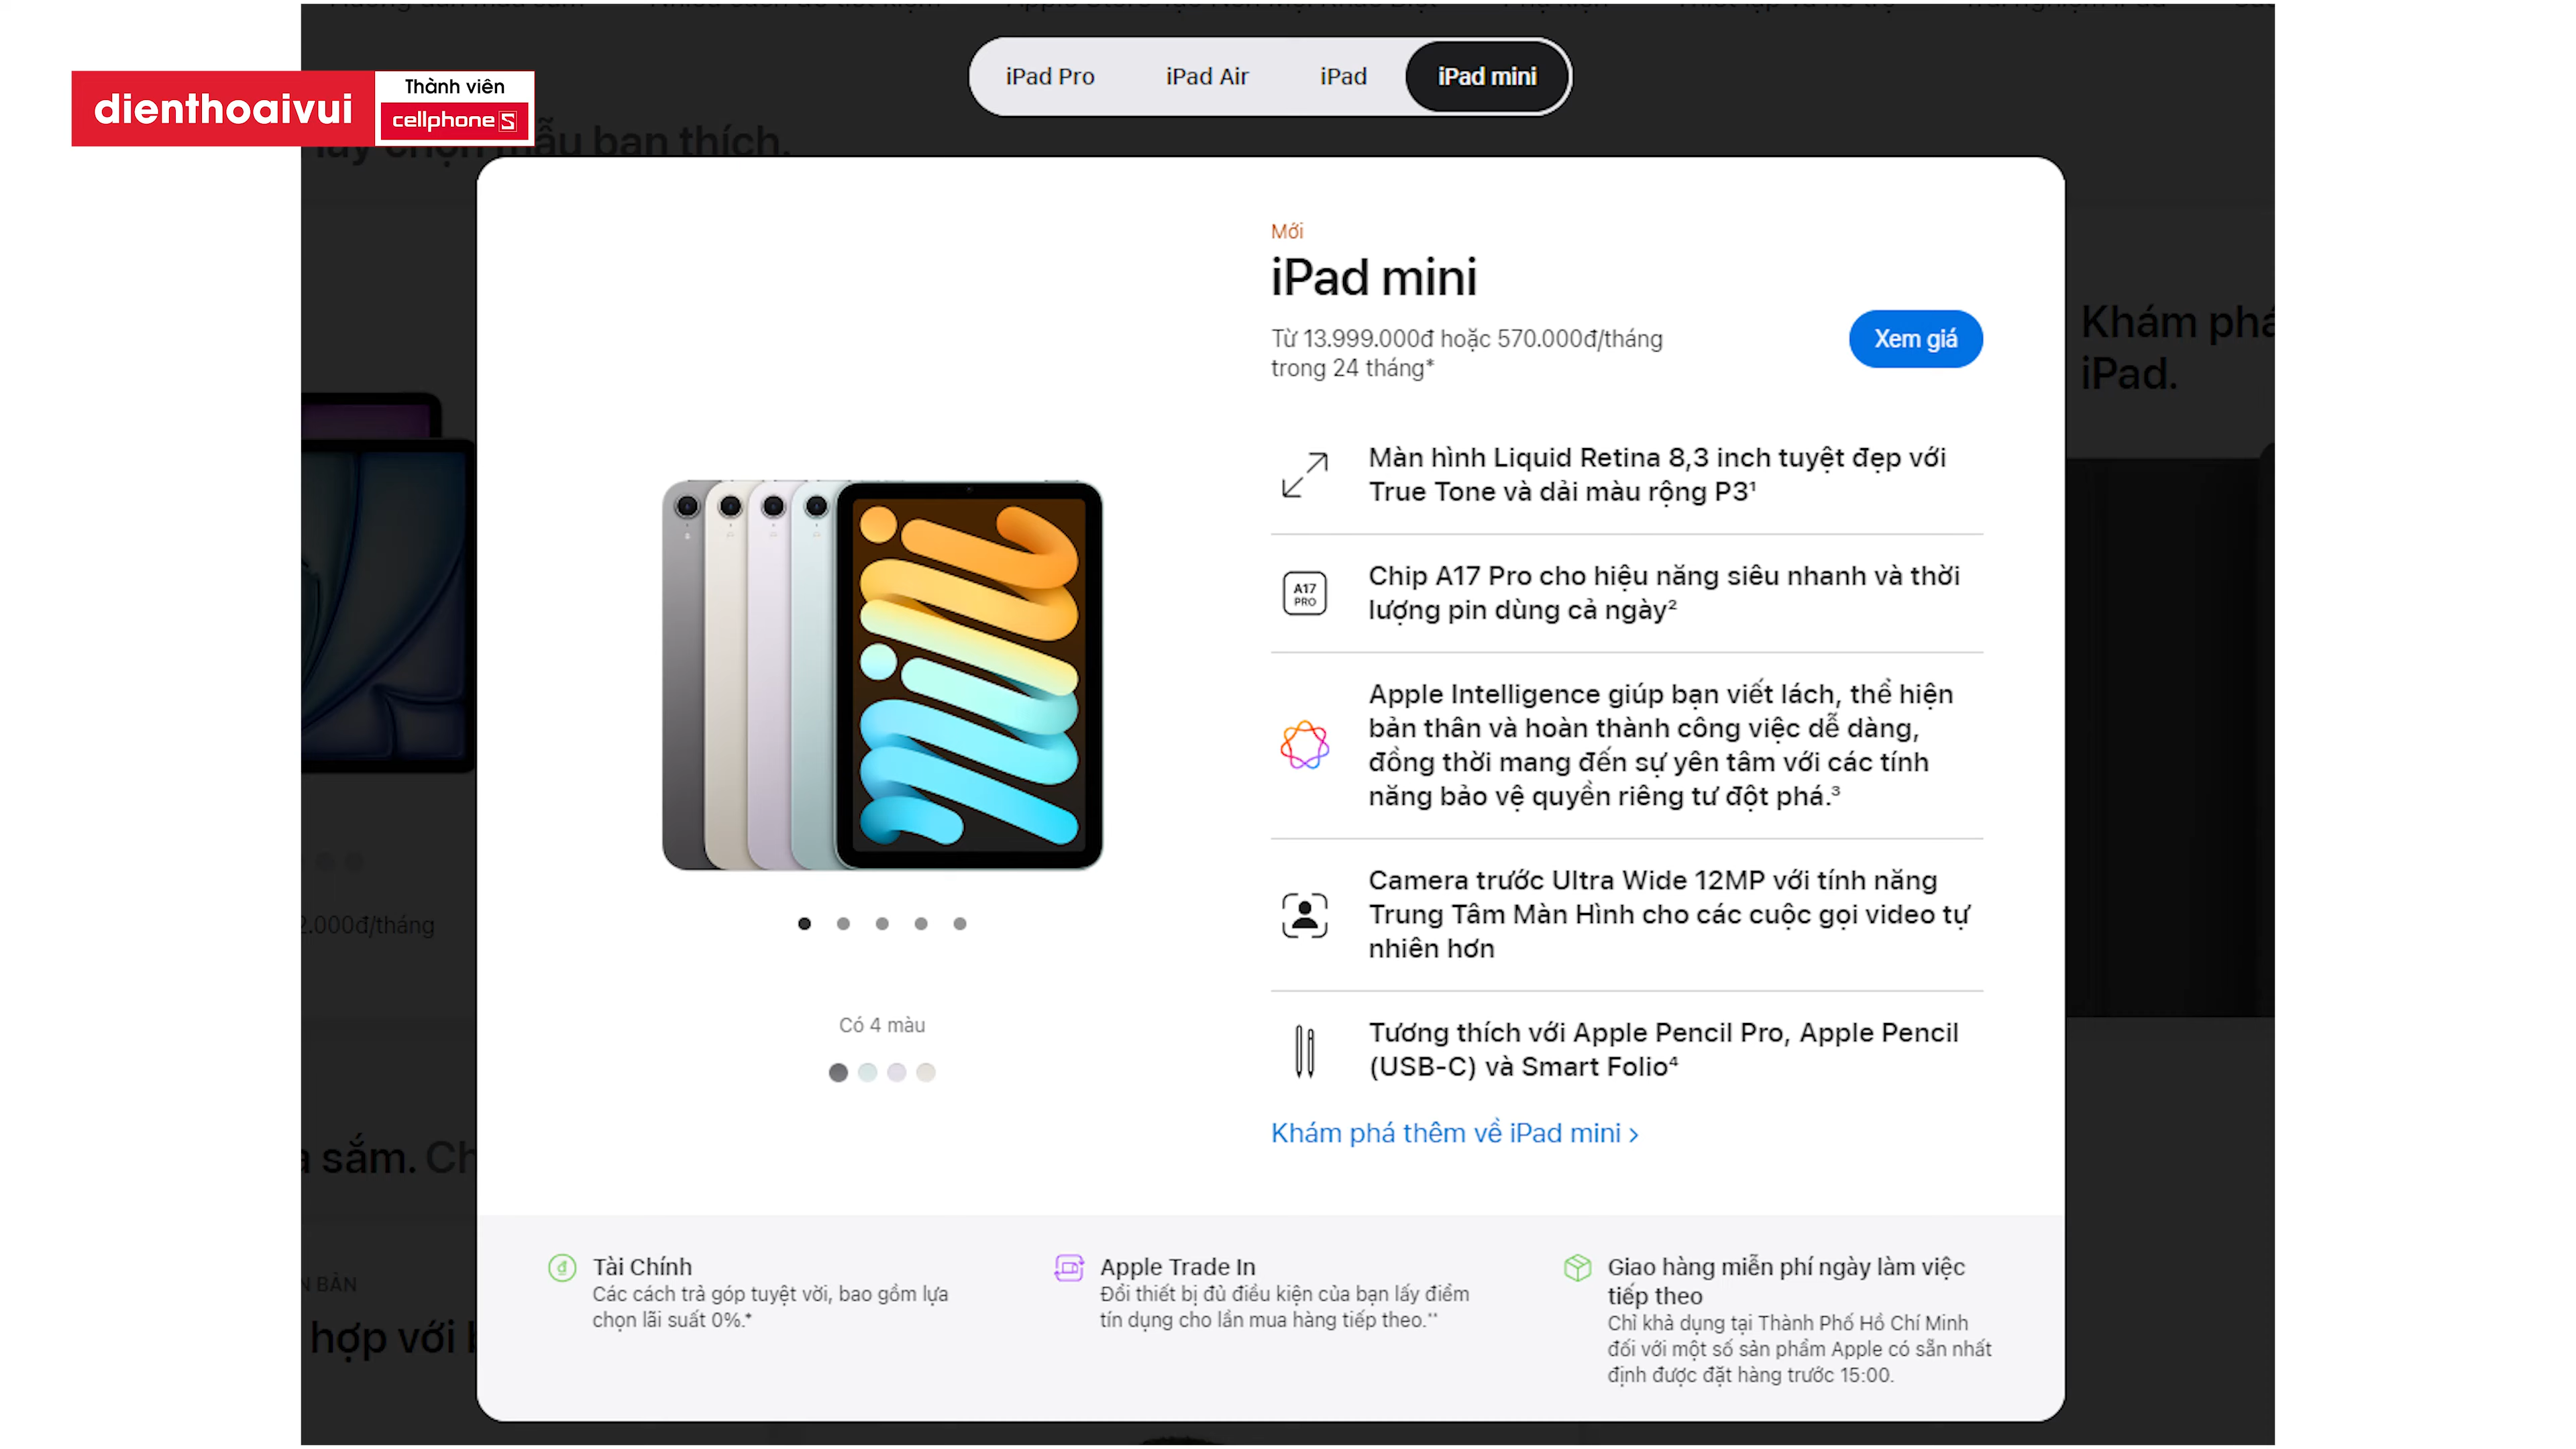 iPad Pro iPad Air iPad iPad mini
dienthoaivui Thành viên
cellphoneS
mẫu bạn thích.
Mới
iPad mini
Từ 13.999.000đ hoặc 570.000đ/tháng
trong 24 tháng*
Xem giá
Khám phá
iPad.
Màn hình Liquid Retina 8,3 inch tuyệt đẹp với
True Tone và dải màu rộng P3¹
A17
PRO
Chip A17 Pro cho hiệu năng siêu nhanh và thời
lượng pin dùng cả ngày²
Apple Intelligence giúp bạn viết lách, thể hiện
bản thân và hoàn thành công việc dễ dàng,
đồng thời mang đến sự yên tâm với các tính
năng bảo vệ quyền riêng tư đột phá.³
Camera trước Ultra Wide 12MP với tính năng
Trung Tâm Màn Hình cho các cuộc gọi video tự
nhiên hơn
2.000đ/tháng
Có 4 màu
Tương thích với Apple Pencil Pro, Apple Pencil
(USB-C) và Smart Folio⁴
Khám phá thêm về iPad mini >
sắm. Ch
Tài Chính
Các cách trả góp tuyệt vời, bao gồm lựa
chọn lãi suất 0%.*
Apple Trade In
Đổi thiết bị đủ điều kiện của bạn lấy điểm
tín dụng cho lần mua hàng tiếp theo.**
Giao hàng miễn phí ngày làm việc
tiếp theo
Chỉ khả dụng tại Thành Phố Hồ Chí Minh
đối với một số sản phẩm Apple có sẵn nhất
định được đặt hàng trước 15:00.
BẢN
hợp với